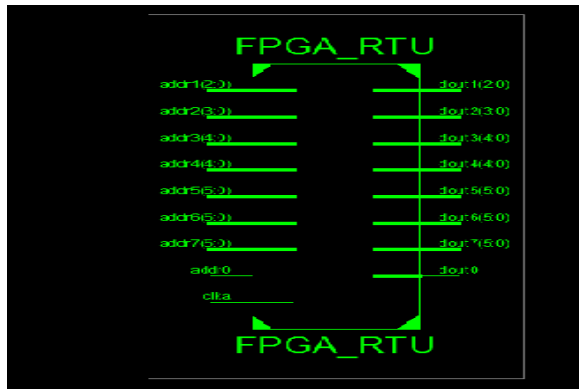 FPGA_RTU
addr1(2:0) dout1(2:0)
addr2(3:0) dout2(3:0)
addr3(4:0) dout3(4:0)
addr4(4:0) dout4(4:0)
addr5(5:0) dout5(5:0)
addr6(5:0) dout6(5:0)
addr7(5:0) dout7(5:0)
addr0 dout0
clka
FPGA_RTU